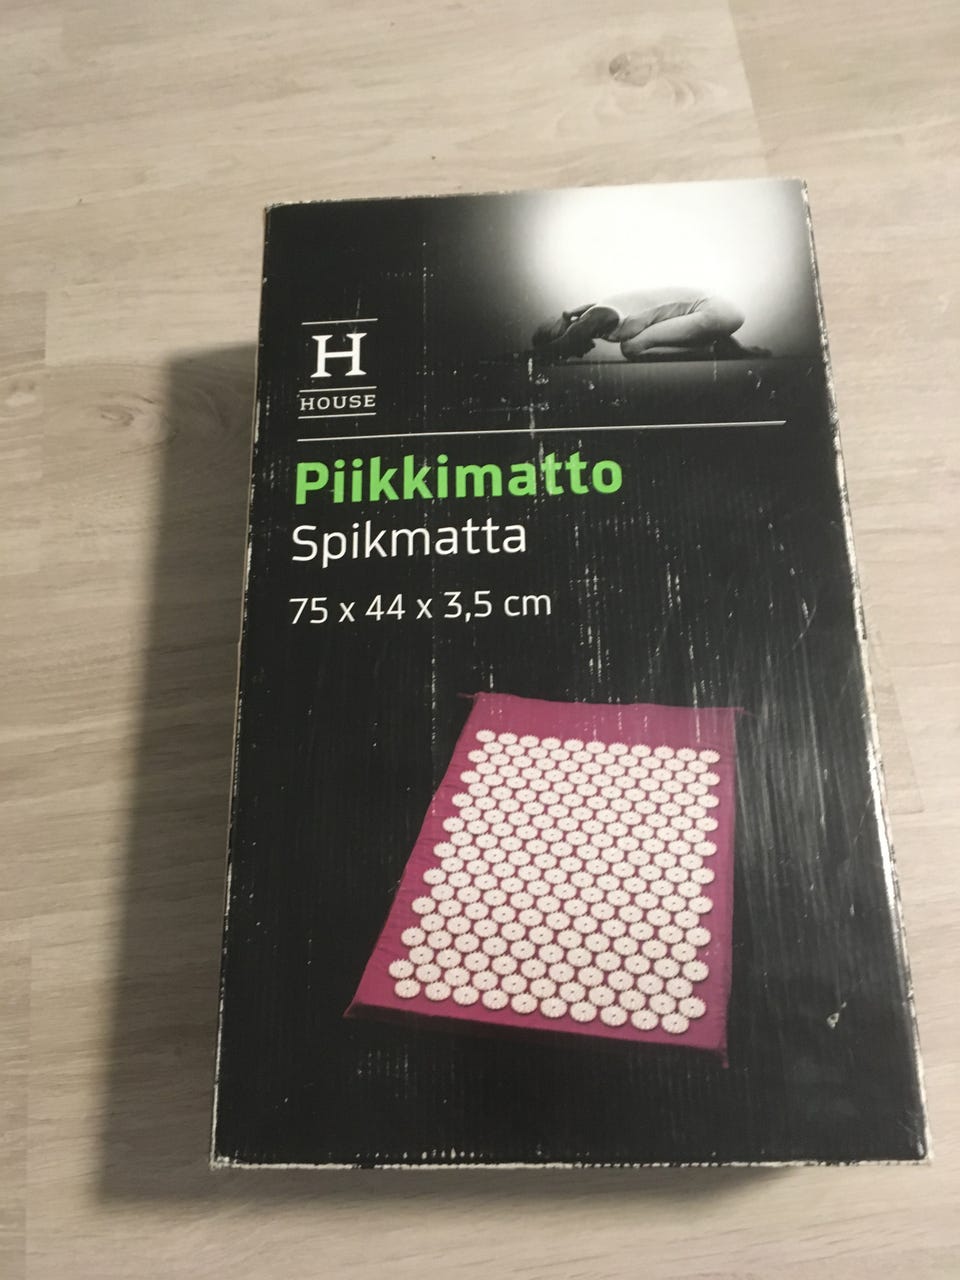 H
HOUSE
Piikkimatto
Spikmatta
75 x 44 x 3,5 cm